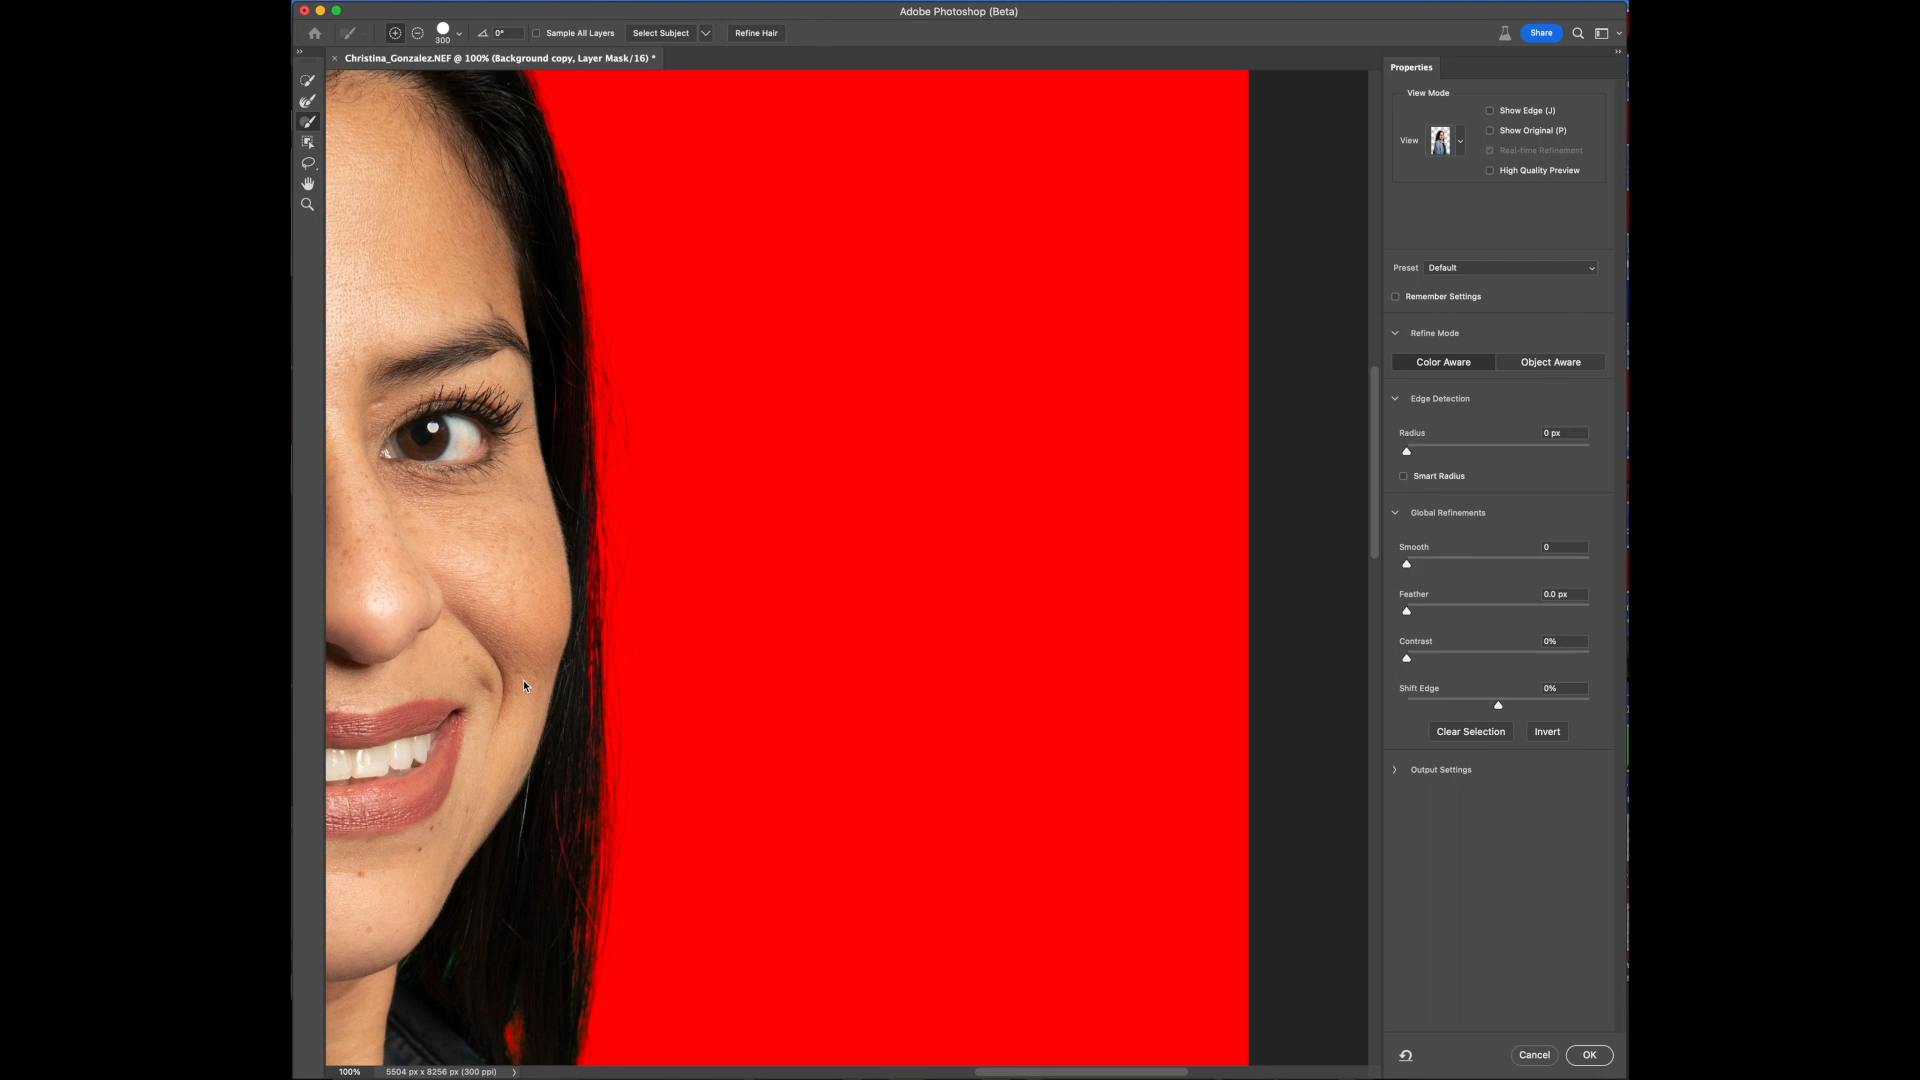 Adobe Photoshop (Beta)
300
0°
Sample All Layers
Select Subject
Refine Hair
Share
Christina_Gonzalez.NEF @ 100% (Background copy, Layer Mask/16) *
Properties
View Mode
Show Edge (J)
Show Original (P)
View
Real-time Refinement
High Quality Preview
Preset Default
Remember Settings
Refine Mode
Color Aware Object Aware
Edge Detection
Radius 0 px
Smart Radius
Global Refinements
Smooth 0
Feather 0.0 px
Contrast 0%
Shift Edge 0%
Clear Selection Invert
Output Settings
Cancel OK
100% 5504 px x 8256 px (300 ppi)